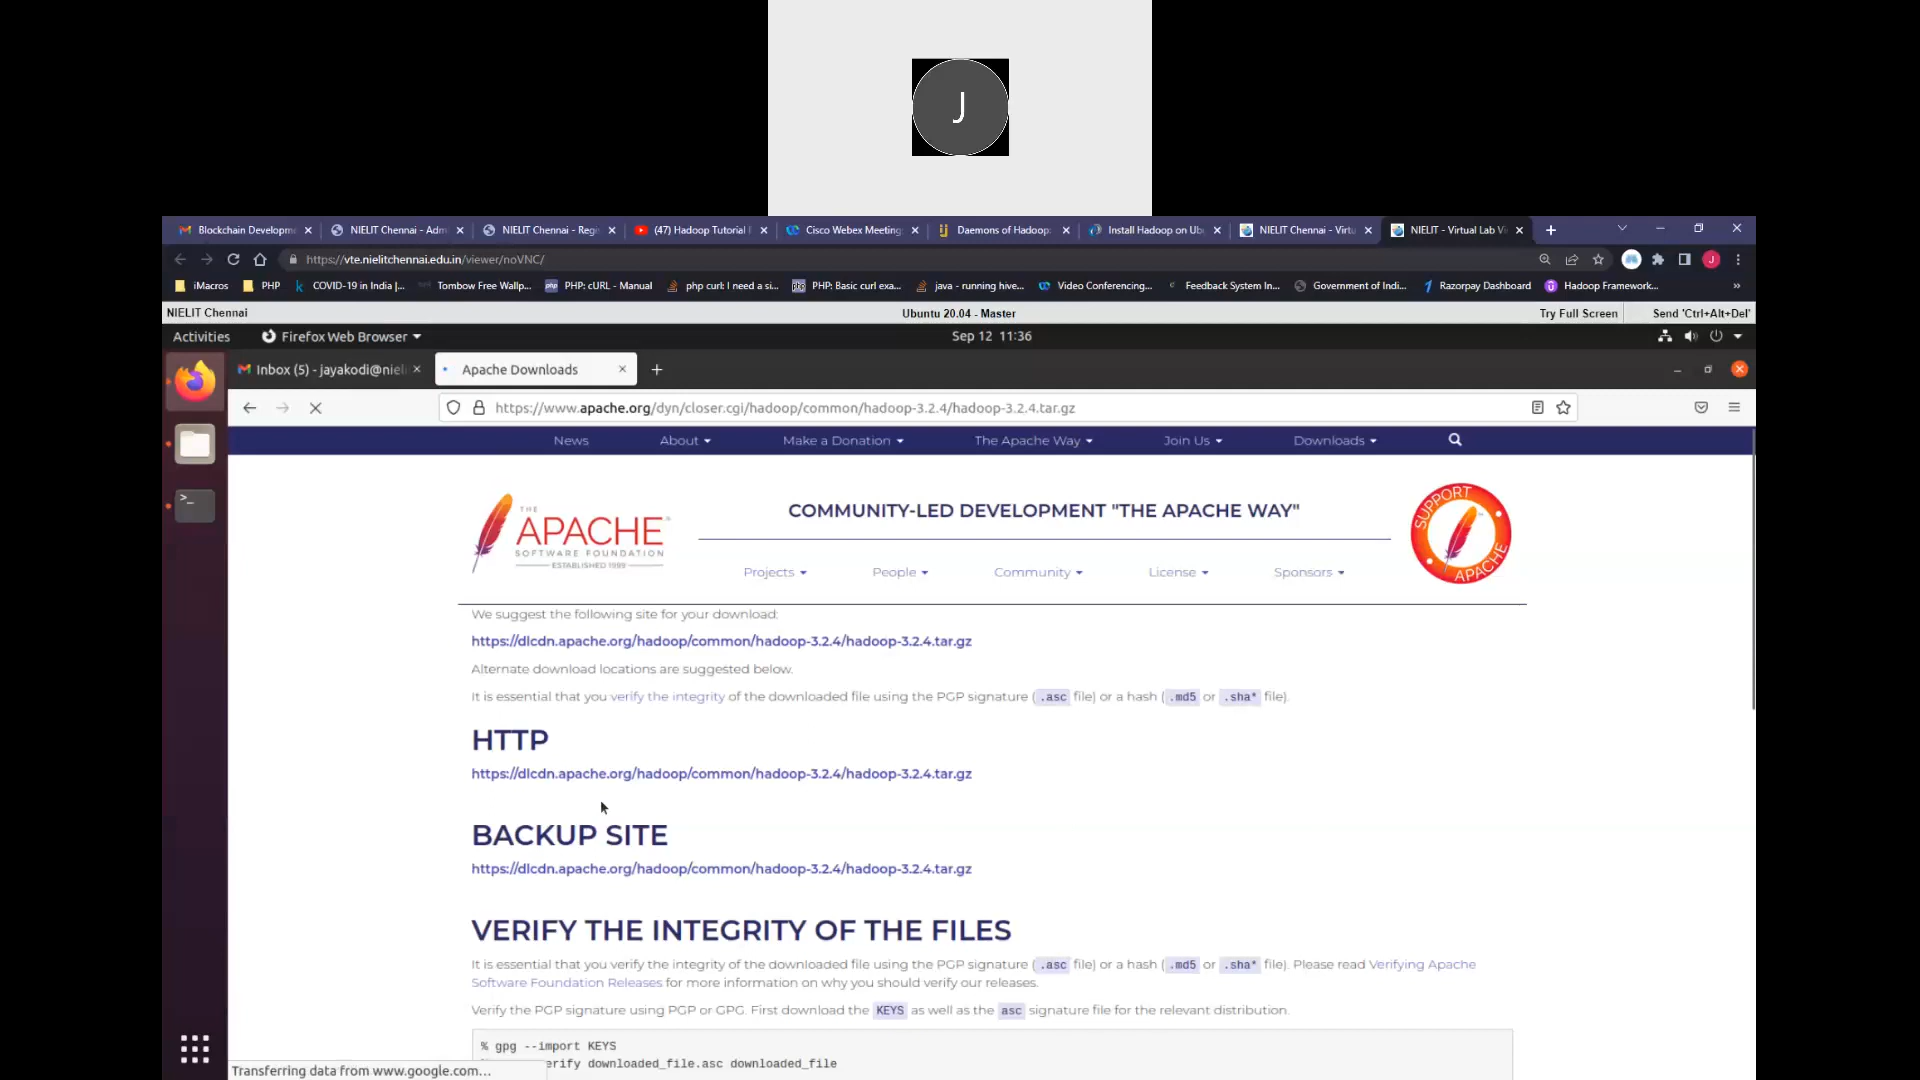 J
Blockchain Developm
NIELIT Chennai - Adm
NIELIT Chennai - Regi
(47) Hadoop Tutorial
Cisco Webex Meeting
Daemons of Hadoop
Install Hadoop on Ub
NIELIT Chennai - Virtu
NIELIT - Virtual Lab Vi
https://vte.nielitchennai.edu.in/viewer/noVNC/
J
iMacros
PHP
COVID-19 in India |...
Tombow Free Wallp...
PHP: cURL - Manual
php curl: I need a si...
PHP: Basic curl exa...
java - running hive...
Video Conferencing...
Feedback System In...
Government of Indi...
Razorpay Dashboard
Hadoop Framework...
NIELIT Chennai
Ubuntu 20.04 - Master
Try Full Screen
Send 'Ctrl+Alt+Del'
Activities
Firefox Web Browser
Sep 12 11:36
Inbox (5) - jayakodi@niel
Apache Downloads
https://www.apache.org/dyn/closer.cgi/hadoop/common/hadoop-3.2.4/hadoop-3.2.4.tar.gz
News
About
Make a Donation
The Apache Way
Join Us
Downloads
THE
APACHE
SOFTWARE FOUNDATION
ESTABLISHED 1999
COMMUNITY-LED DEVELOPMENT "THE APACHE WAY"
SUPPORT
APACHE
Projects
People
Community
License
Sponsors
We suggest the following site for your download:
https://dlcdn.apache.org/hadoop/common/hadoop-3.2.4/hadoop-3.2.4.tar.gz
Alternate download locations are suggested below.
It is essential that you verify the integrity of the downloaded file using the PGP signature ( .asc file) or a hash ( .md5 or .sha* file).
HTTP
https://dlcdn.apache.org/hadoop/common/hadoop-3.2.4/hadoop-3.2.4.tar.gz
BACKUP SITE
https://dlcdn.apache.org/hadoop/common/hadoop-3.2.4/hadoop-3.2.4.tar.gz
VERIFY THE INTEGRITY OF THE FILES
It is essential that you verify the integrity of the downloaded file using the PGP signature ( .asc file) or a hash ( .md5 or .sha* file). Please read Verifying Apache
Software Foundation Releases for more information on why you should verify our releases.
Verify the PGP signature using PGP or GPG. First download the KEYS as well as the asc signature file for the relevant distribution.
% gpg --import KEYS
erify downloaded_file.asc downloaded_file
Transferring data from www.google.com...